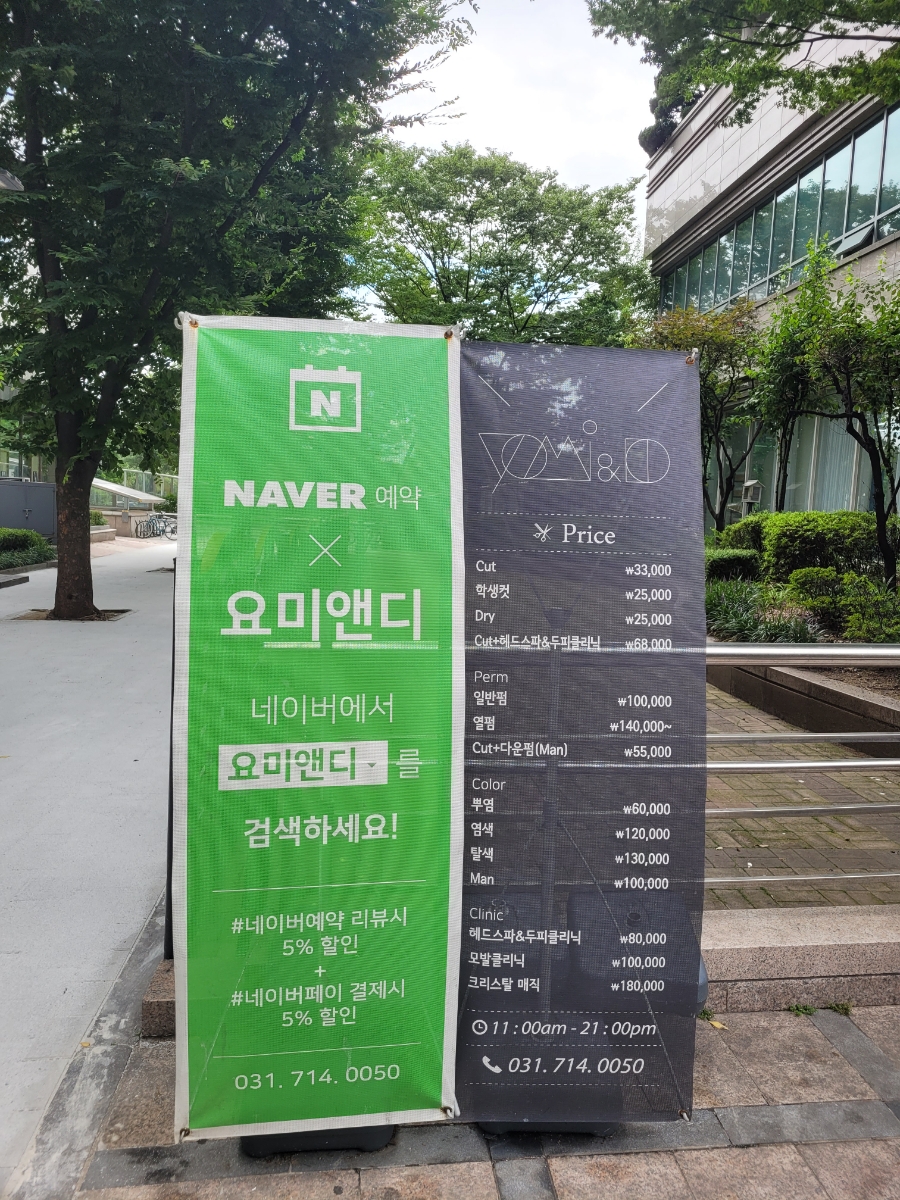 N
NAVER 예약
×
요미앤디
네이버에서
요미앤디 를
검색하세요!
#네이버예약 리뷰시
5% 할인
+
#네이버페이 결제시
5% 할인
031. 714. 0050
yomi&D
Price
Cut ₩33,000
학생컷 ₩25,000
Dry ₩25,000
Cut+헤드스파&두피클리닉 ₩68,000
Perm
일반펌 ₩100,000
열펌 ₩140,000~
Cut+다운펌(Man) ₩55,000
Color
뿌염 ₩60,000
염색 ₩120,000
탈색 ₩130,000
Man ₩100,000
Clinic
헤드스파&두피클리닉 ₩80,000
모발클리닉 ₩100,000
크리스탈 매직 ₩180,000
11 : 00am - 21 : 00pm
031. 714. 0050